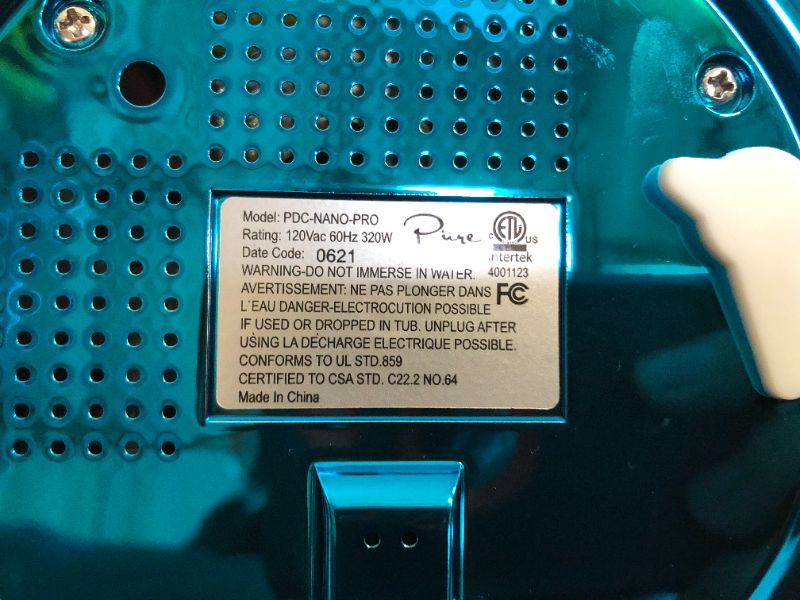 Model: PDC-NANO-PRO
Püre
Rating: 120Vac 60Hz 320W
Date Code: 0621
c ETL US
Intertek
4001123
WARNING-DO NOT IMMERSE IN WATER.
AVERTISSEMENT: NE PAS PLONGER DANS
FC
L'EAU DANGER-ELECTROCUTION POSSIBLE
IF USED OR DROPPED IN TUB. UNPLUG AFTER
USING LA DÉCHARGE ELECTRIQUE POSSIBLE.
CONFORMS TO UL STD.859
CERTIFIED TO CSA STD. C22.2 NO.64
Made In China